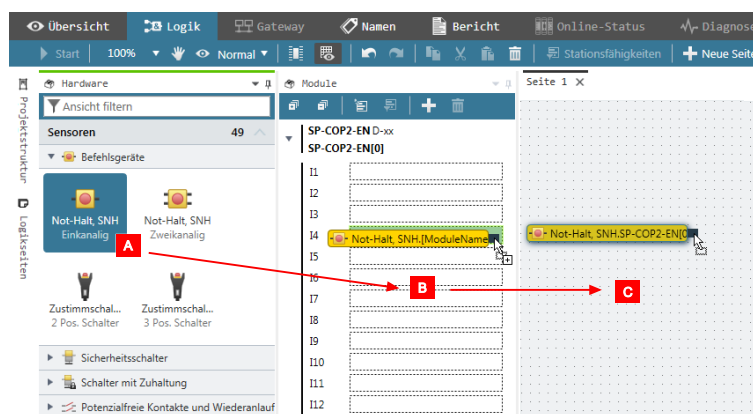 Übersicht Logik Gateway Namen Bericht Online-Status Diagnose
Start 100% Normal Stationsfähigkeiten Neue Seite
Projektstruktur
Logikseiten
Hardware
Ansicht filtern
Sensoren 49
Befehlsgeräte
Not-Halt, SNH
Einkanalig
Not-Halt, SNH
Zweikanalig
A
Zustimmschal...
2 Pos. Schalter
Zustimmschal...
3 Pos. Schalter
Sicherheitsschalter
Schalter mit Zuhaltung
Potenzialfreie Kontakte und Wiederanlauf
Module
SP-COP2-EN D-xx
SP-COP2-EN[0]
I1
I2
I3
I4 Not-Halt, SNH.[ModuleName
I5
I6
B
I7
I8
I9
I10
I11
I12
Seite 1
Not-Halt, SNH.SP-COP2-EN[0
C